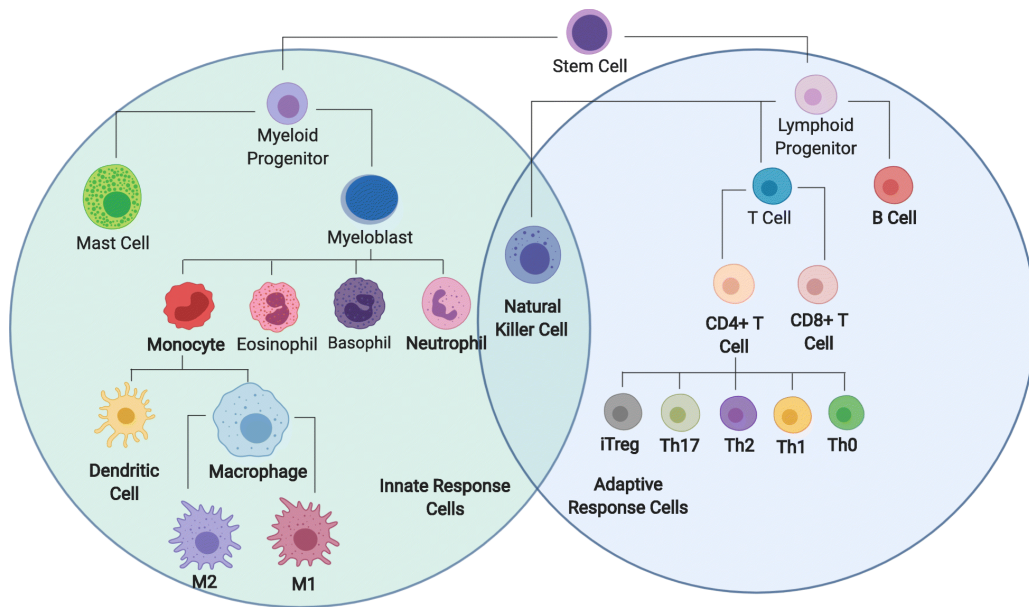 Stem Cell
Myeloid
Progenitor
Lymphoid
Progenitor
Mast Cell
Myeloblast
T Cell
B Cell
Natural
Killer Cell
Monocyte
Eosinophil
Basophil
Neutrophil
CD4+ T
Cell
CD8+ T
Cell
Dendritic
Cell
Macrophage
iTreg
Th17
Th2
Th1
Th0
Innate Response
Cells
Adaptive
Response Cells
M2
M1